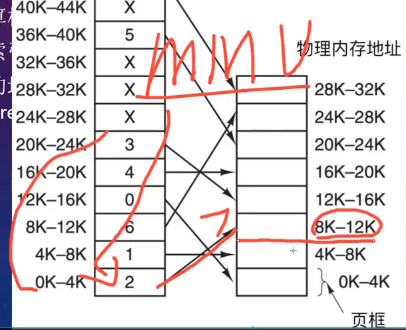 40K–44K X
36K–40K 5
32K–36K X
物理内存地址
28K–32K X 28K–32K
24K–28K X 24K–28K
20K–24K 3 20K–24K
16K–20K 4 16K–20K
12K–16K 0 12K–16K
8K–12K 6 8K–12K
4K–8K 1 4K–8K
0K–4K 2 0K–4K
页框